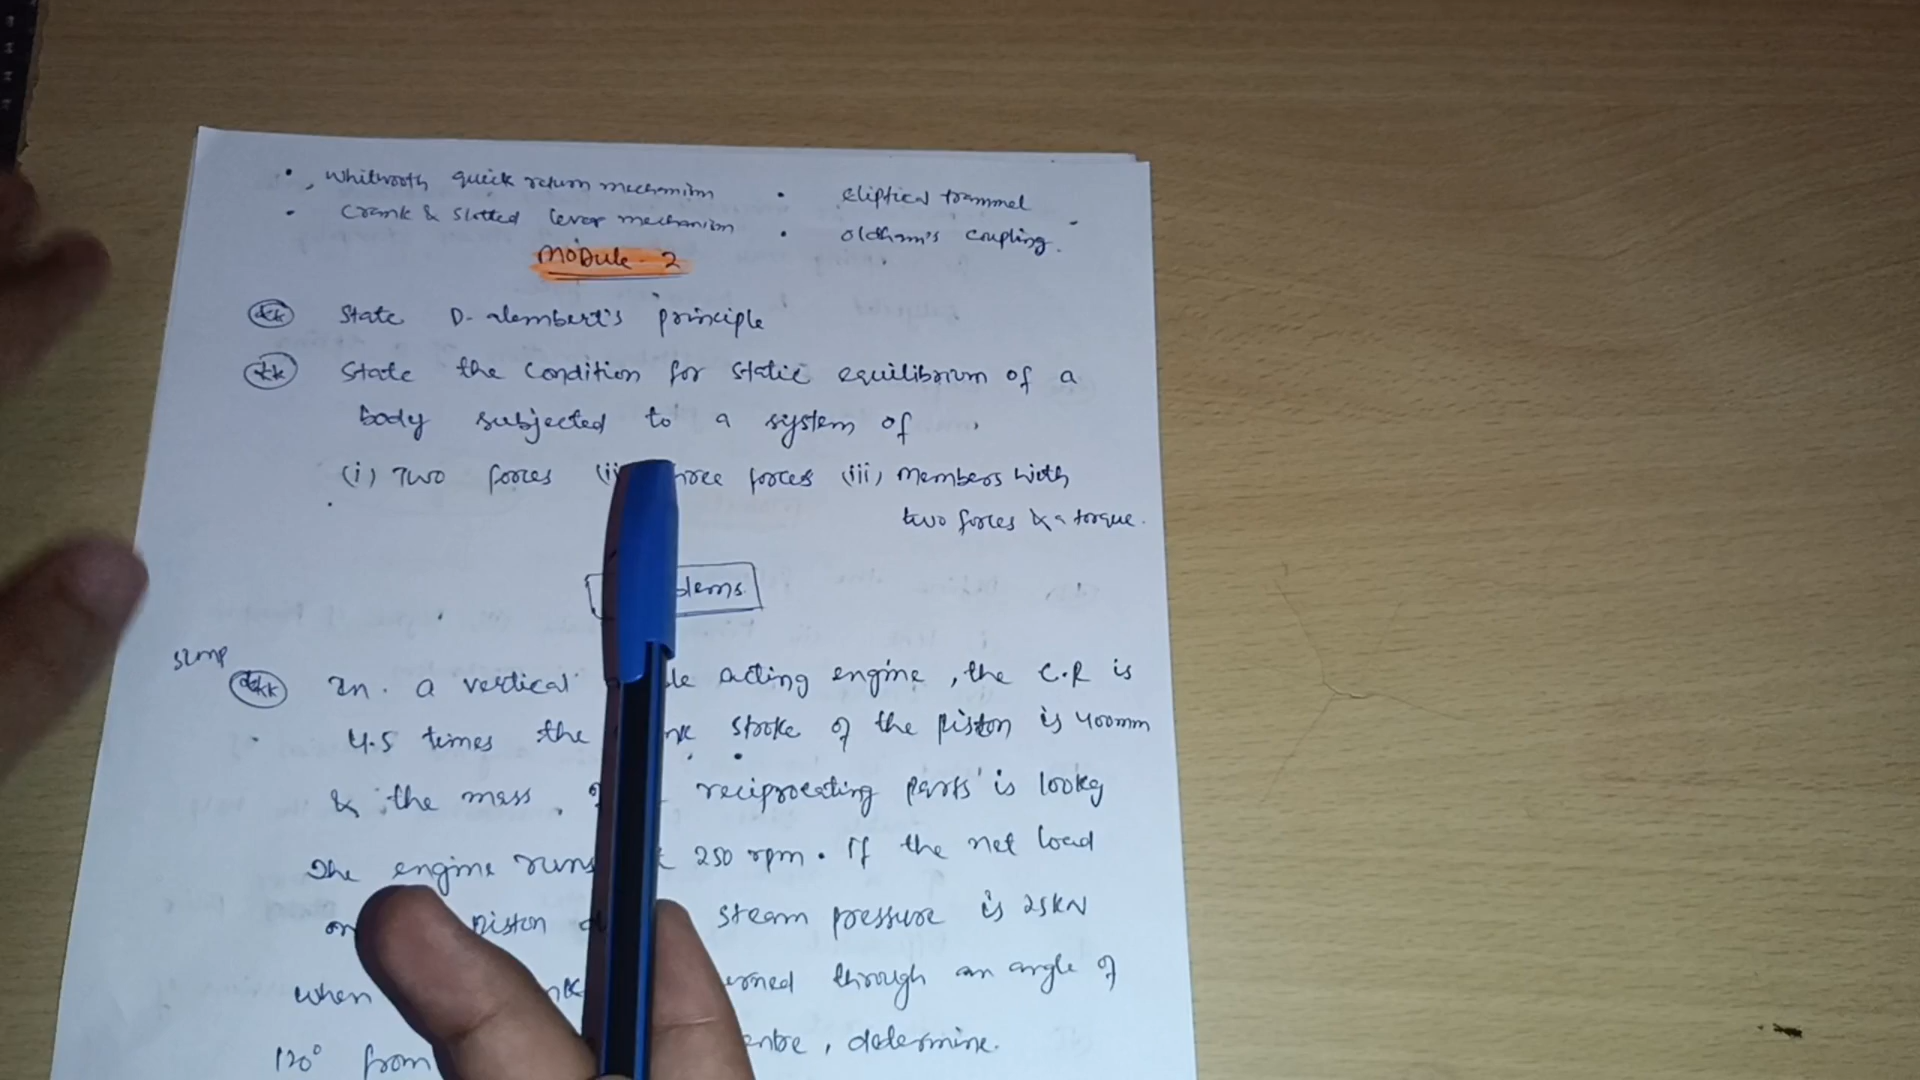 • Whitworth quick return mechanism • eliptical trammel
• Crank & slotted lever mechanism • oldham's coupling.
Module - 2
State D-alembert's principle
State the condition for static equilibrium of a
body subjected to a system of
(i) Two forces (ii) three forces (iii) Members with
two forces & a torque.
simp
In a vertical acting engine, the C.R is
4.5 times the stroke of the piston is 400mm
& the mass reciprocating parts is 100kg
The engine runs 250 rpm. If the net load
on piston steam pressure is 25kN
when through an angle of
120° from , determine.